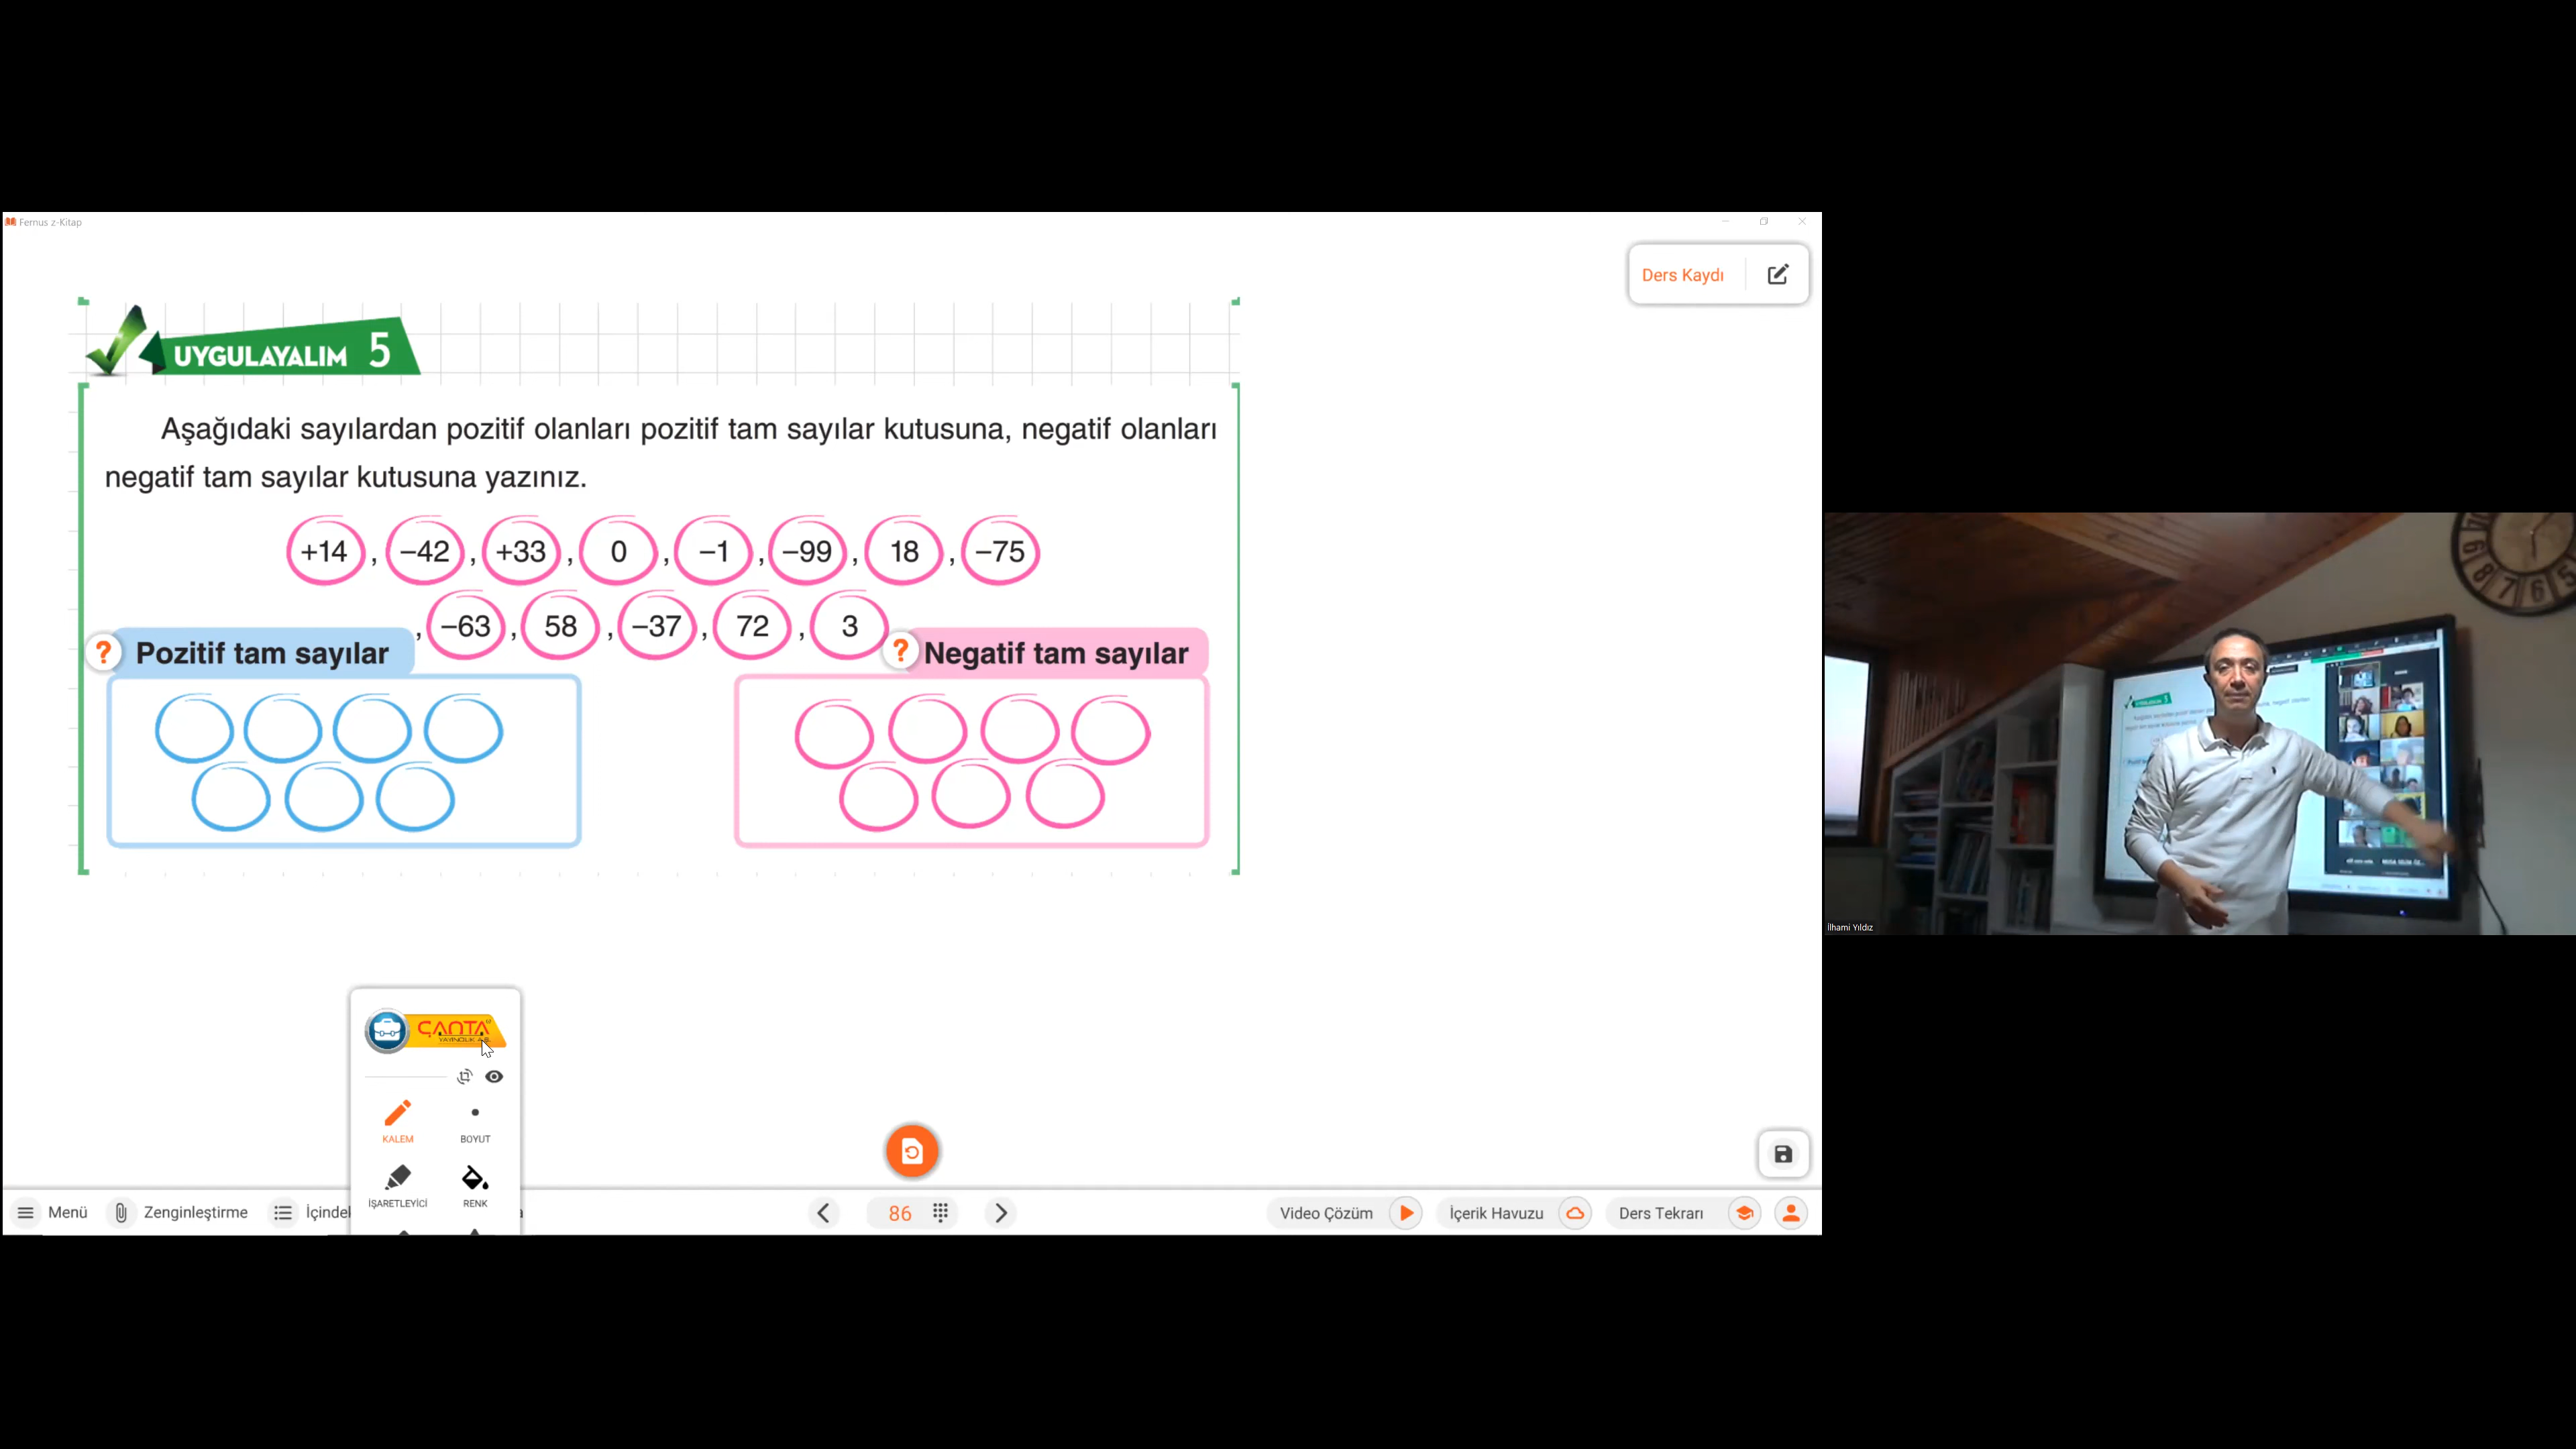 Fernus z-Kitap
Ders Kaydı
UYGULAYALIM 5
Aşağıdaki sayılardan pozitif olanları pozitif tam sayılar kutusuna, negatif olanları
negatif tam sayılar kutusuna yazınız.
+14 , −42 , +33 , 0 , −1 , −99 , 18 , −75
, −63 , 58 , −37 , 72 , 3
? Pozitif tam sayılar
? Negatif tam sayılar
İlhami Yıldız
ÇANTA
YAYINCILIK A.Ş.
KALEM
BOYUT
İŞARETLEYİCİ
RENK
Menü
Zenginleştirme
86
Video Çözüm
İçerik Havuzu
Ders Tekrarı